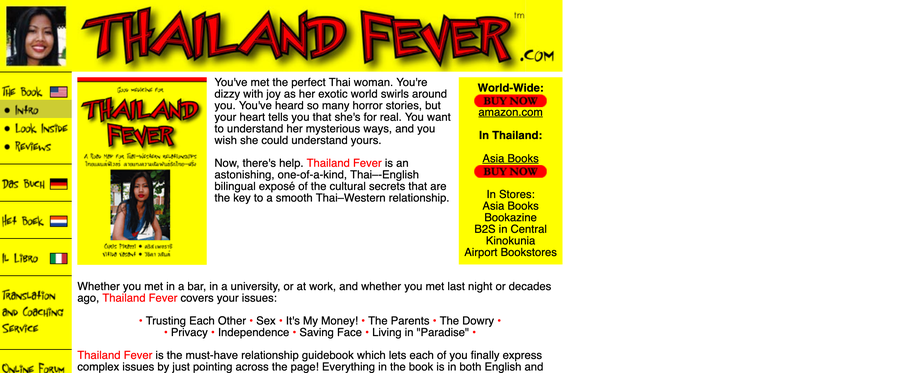 THAILAND FEVER™
.COM
THE BOOK
• INTRO
• LOOK INSIDE
• REVIEWS
DAS BUCH
HET BOEK
IL LIBRO
TRANSLATION
AND COACHING
SERVICE
ONLINE FORUM
GOOD MEDICINE FOR
THAILAND
FEVER
A ROAD MAP FOR THAI-WESTERN RELATIONSHIPS
CHRIS PIRAZZI
You've met the perfect Thai woman. You're
dizzy with joy as her exotic world swirls around
you. You've heard so many horror stories, but
your heart tells you that she's for real. You want
to understand her mysterious ways, and you
wish she could understand yours.
Now, there's help. Thailand Fever is an
astonishing, one-of-a-kind, Thai–-English
bilingual exposé of the cultural secrets that are
the key to a smooth Thai–Western relationship.
World-Wide:
BUY NOW
amazon.com
In Thailand:
Asia Books
BUY NOW
In Stores:
Asia Books
Bookazine
B2S in Central
Kinokunia
Airport Bookstores
Whether you met in a bar, in a university, or at work, and whether you met last night or decades
ago, Thailand Fever covers your issues:
• Trusting Each Other • Sex • It's My Money! • The Parents • The Dowry •
• Privacy • Independence • Saving Face • Living in "Paradise" •
Thailand Fever is the must-have relationship guidebook which lets each of you finally express
complex issues by just pointing across the page! Everything in the book is in both English and